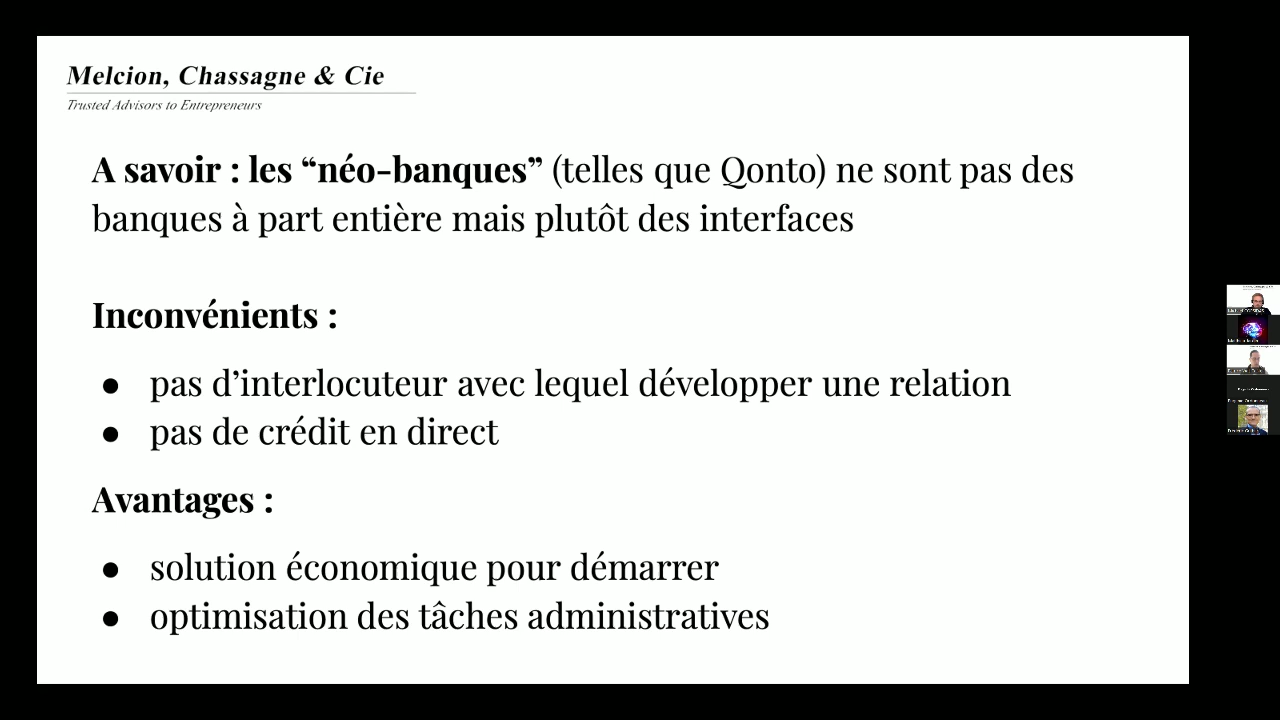 Melcion, Chassagne & Cie
Trusted Advisors to Entrepreneurs
A savoir : les “néo-banques” (telles que Qonto) ne sont pas des
banques à part entière mais plutôt des interfaces
Inconvénients :
● pas d’interlocuteur avec lequel développer une relation
● pas de crédit en direct
Avantages :
● solution économique pour démarrer
● optimisation des tâches administratives